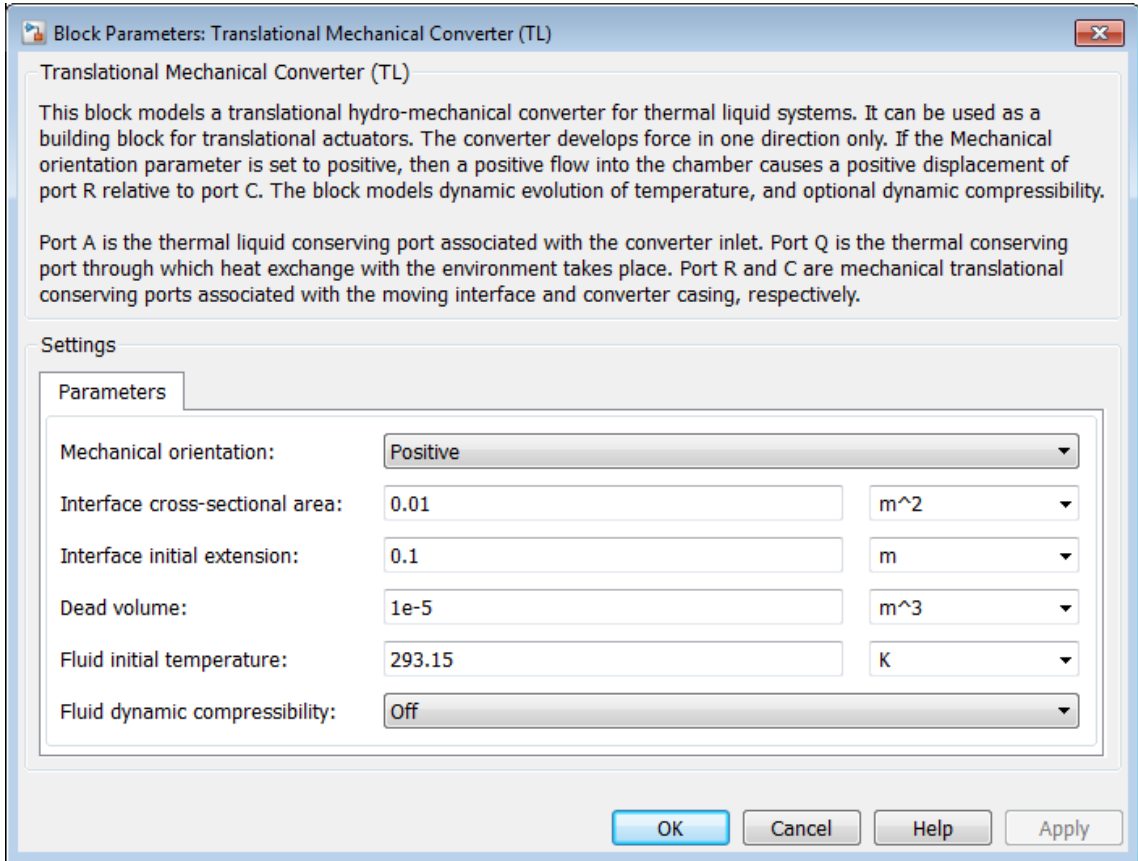 Block Parameters: Translational Mechanical Converter (TL)
Translational Mechanical Converter (TL)
This block models a translational hydro-mechanical converter for thermal liquid systems. It can be used as a
building block for translational actuators. The converter develops force in one direction only. If the Mechanical
orientation parameter is set to positive, then a positive flow into the chamber causes a positive displacement of
port R relative to port C. The block models dynamic evolution of temperature, and optional dynamic compressibility.
Port A is the thermal liquid conserving port associated with the converter inlet. Port Q is the thermal conserving
port through which heat exchange with the environment takes place. Port R and C are mechanical translational
conserving ports associated with the moving interface and converter casing, respectively.
Settings
Parameters
Mechanical orientation: Positive
Interface cross-sectional area: 0.01 m^2
Interface initial extension: 0.1 m
Dead volume: 1e-5 m^3
Fluid initial temperature: 293.15 K
Fluid dynamic compressibility: Off
OK Cancel Help Apply